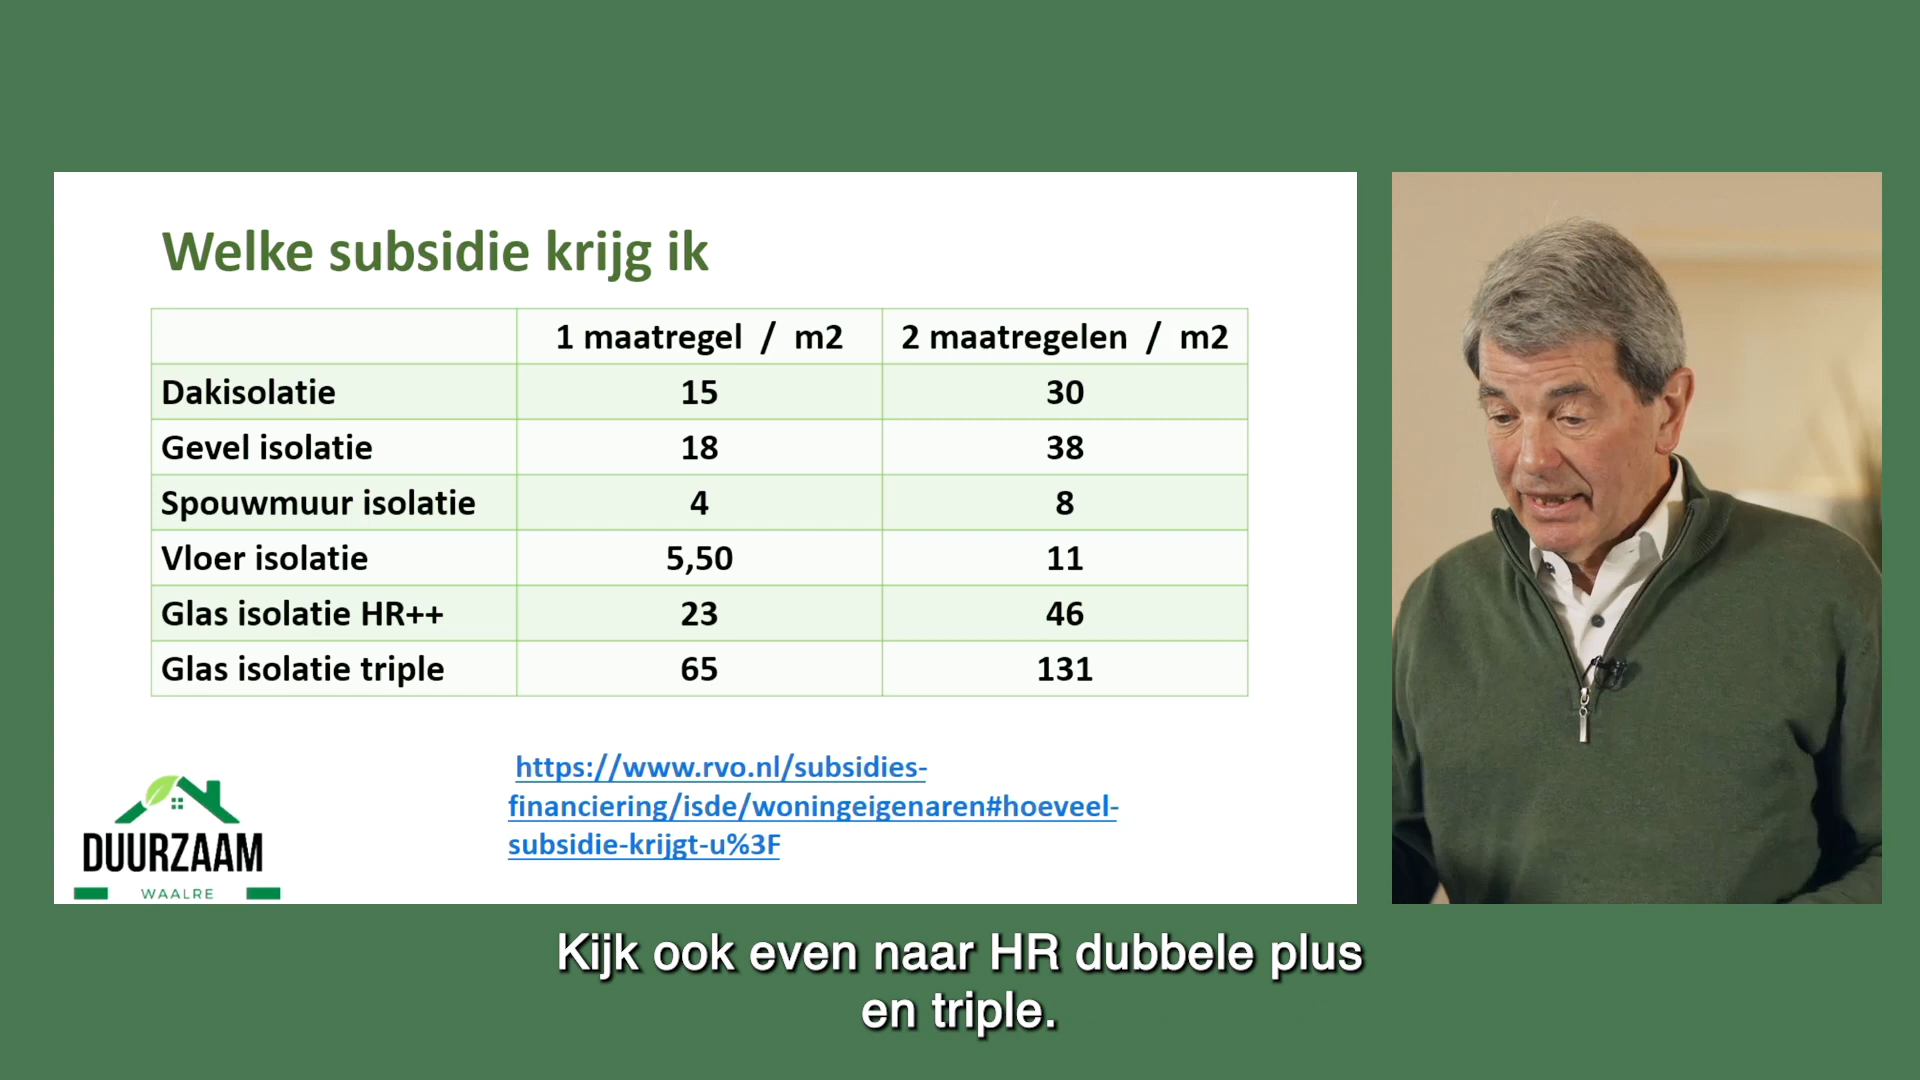 Welke subsidie krijg ik
1 maatregel / m2 2 maatregelen / m2
Dakisolatie 15 30
Gevel isolatie 18 38
Spouwmuur isolatie 4 8
Vloer isolatie 5,50 11
Glas isolatie HR++ 23 46
Glas isolatie triple 65 131
https://www.rvo.nl/subsidies-
financiering/isde/woningeigenaren#hoeveel-
subsidie-krijgt-u%3F
DUURZAAM
WAALRE
Kijk ook even naar HR dubbele plus
en triple.